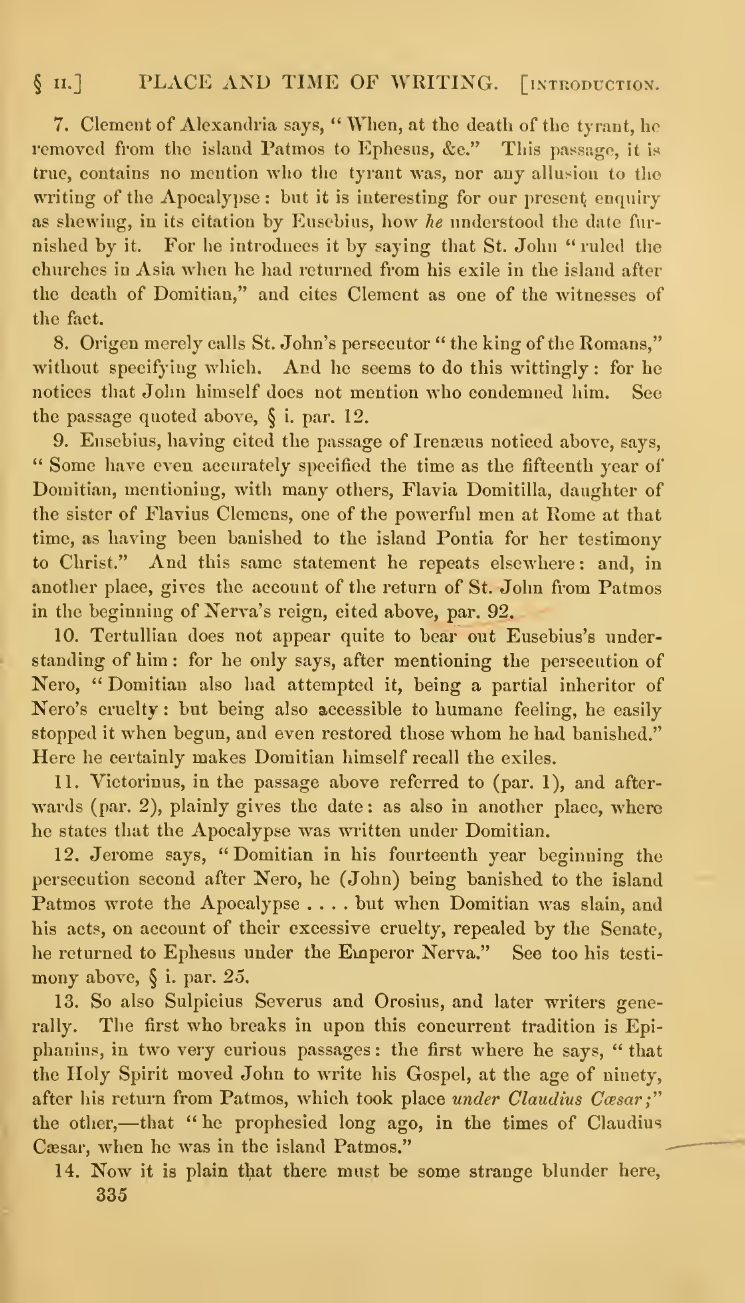 § II.] PLACE AND TIME OF WRITING. [INTRODUCTION.
7. Clement of Alexandria says, “ When, at the death of the tyrant, he
removed from the island Patmos to Ephesus, &c.” This passage, it is
true, contains no mention who the tyrant was, nor any allusion to the
writing of the Apocalypse : but it is interesting for our present enquiry
as shewing, in its citation by Eusebius, how he understood the date fur-
nished by it. For he introduces it by saying that St. John “ ruled the
churches in Asia when he had returned from his exile in the island after
the death of Domitian,” and cites Clement as one of the witnesses of
the fact.
8. Origen merely calls St. John’s persecutor “ the king of the Romans,”
without specifying which. And he seems to do this wittingly : for he
notices that John himself does not mention who condemned him. See
the passage quoted above, § i. par. 12.
9. Eusebius, having cited the passage of Irenæus noticed above, says,
“ Some have even accurately specified the time as the fifteenth year of
Domitian, mentioning, with many others, Flavia Domitilla, daughter of
the sister of Flavius Clemens, one of the powerful men at Rome at that
time, as having been banished to the island Pontia for her testimony
to Christ.” And this same statement he repeats elsewhere : and, in
another place, gives the account of the return of St. John from Patmos
in the beginning of Nerva’s reign, cited above, par. 92.
10. Tertullian does not appear quite to bear out Eusebius’s under-
standing of him : for he only says, after mentioning the persecution of
Nero, “ Domitian also had attempted it, being a partial inheritor of
Nero’s cruelty : but being also accessible to humane feeling, he easily
stopped it when begun, and even restored those whom he had banished.”
Here he certainly makes Domitian himself recall the exiles.
11. Victorinus, in the passage above referred to (par. 1), and after-
wards (par. 2), plainly gives the date : as also in another place, where
he states that the Apocalypse was written under Domitian.
12. Jerome says, “ Domitian in his fourteenth year beginning the
persecution second after Nero, he (John) being banished to the island
Patmos wrote the Apocalypse . . . . but when Domitian was slain, and
his acts, on account of their excessive cruelty, repealed by the Senate,
he returned to Ephesus under the Emperor Nerva.” See too his testi-
mony above, § i. par. 25.
13. So also Sulpicius Severus and Orosius, and later writers gene-
rally. The first who breaks in upon this concurrent tradition is Epi-
phanius, in two very curious passages : the first where he says, “ that
the Holy Spirit moved John to write his Gospel, at the age of ninety,
after his return from Patmos, which took place under Claudius Cæsar ;”
the other,—that “ he prophesied long ago, in the times of Claudius
Cæsar, when he was in the island Patmos.”
14. Now it is plain that there must be some strange blunder here,
335